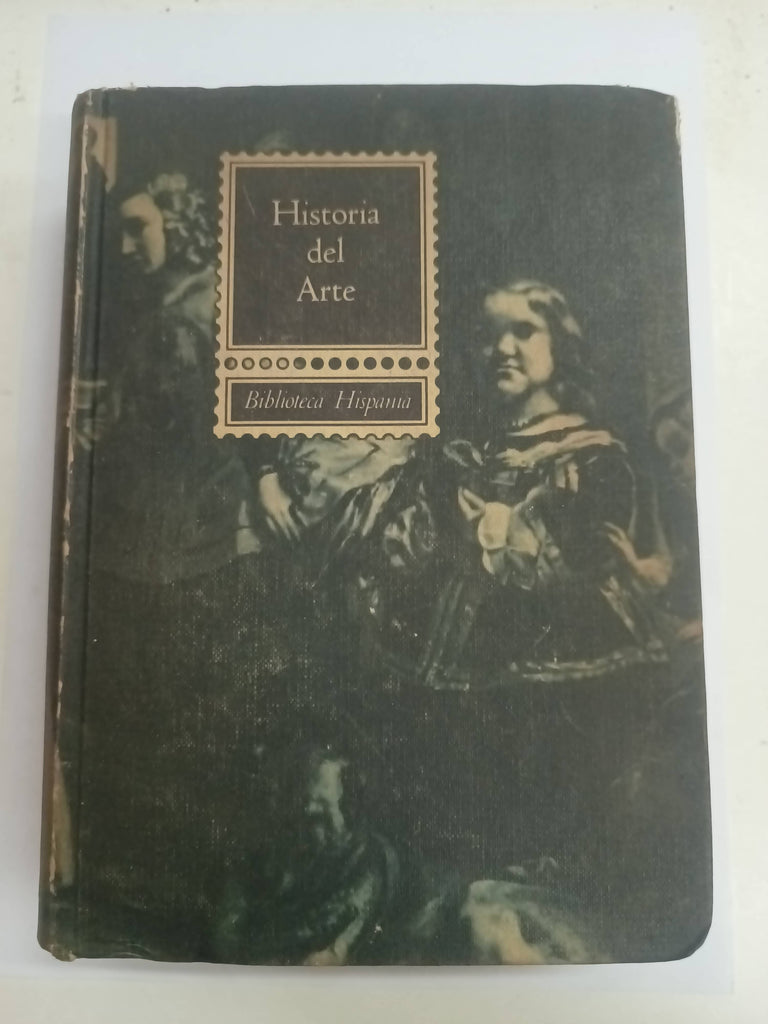 Historia
del
Arte
Biblioteca Hispania